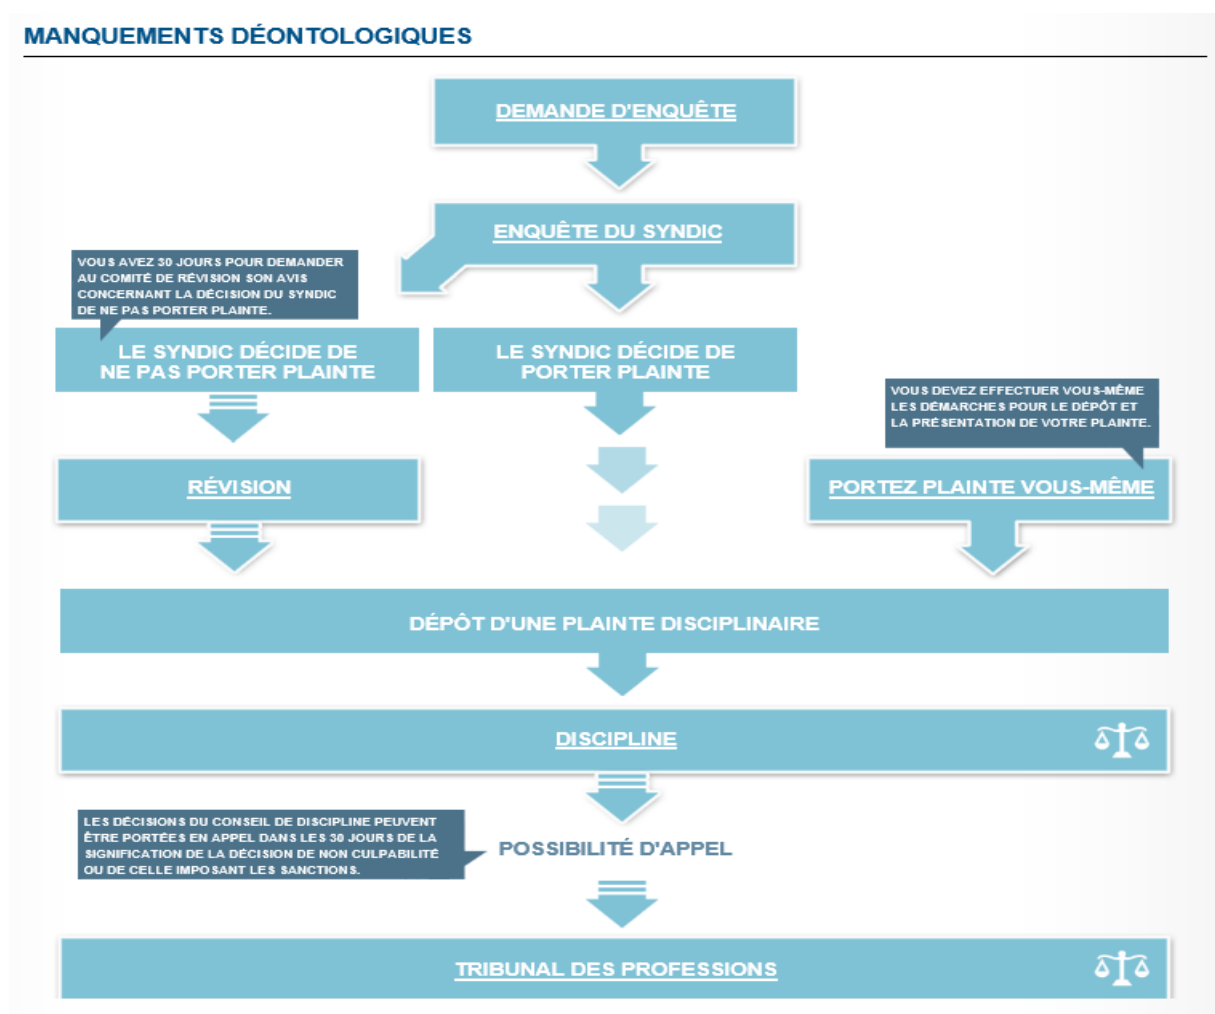 MANQUEMENTS DÉONTOLOGIQUES
DEMANDE D'ENQUÊTE
ENQUÊTE DU SYNDIC
VOUS AVEZ 30 JOURS POUR DEMANDER
AU COMITÉ DE RÉVISION SON AVIS
CONCERNANT LA DÉCISION DU SYNDIC
DE NE PAS PORTER PLAINTE.
LE SYNDIC DÉCIDE DE
NE PAS PORTER PLAINTE
LE SYNDIC DÉCIDE DE
PORTER PLAINTE
VOUS DEVEZ EFFECTUER VOUS-MÊME
LES DÉMARCHES POUR LE DÉPÔT ET
LA PRÉSENTATION DE VOTRE PLAINTE.
RÉVISION
PORTEZ PLAINTE VOUS-MÊME
DÉPÔT D'UNE PLAINTE DISCIPLINAIRE
DISCIPLINE
LES DÉCISIONS DU CONSEIL DE DISCIPLINE PEUVENT
ÊTRE PORTÉES EN APPEL DANS LES 30 JOURS DE LA
SIGNIFICATION DE LA DÉCISION DE NON CULPABILITÉ
OU DE CELLE IMPOSANT LES SANCTIONS.
POSSIBILITÉ D'APPEL
TRIBUNAL DES PROFESSIONS